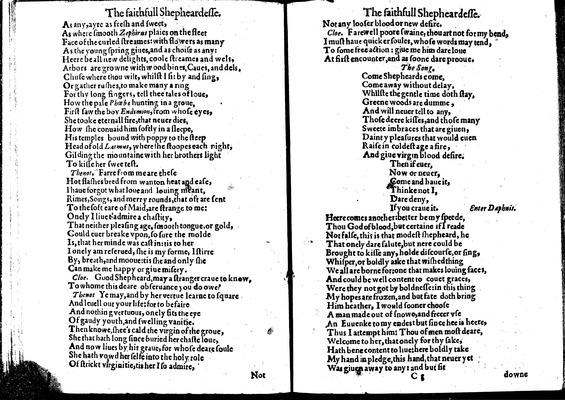 The faithfull Shepheardesse.
As any, ayre as fresh and sweet,
As where smooth Zephirus plaies on the fleet
Face of the curled streames: with flowers as many
As the young spring giues, and as choise as any:
Heere be all new delights, coole streames and wels,
Arbors are growne with wood bines, Caues, and dels,
Chuse where thou wilt, whilst I sit by and sing,
Or gather rushes, to make many a ring
For thy long fingers, tell thee tales of loue,
How the pale Phœbe hunting in a groue,
First saw the boy Endimion, from whose eyes,
She tooke eternall fire, that neuer dies,
How she conuaid him softly in a sleepe,
His temples bound with poppy to the steep
Head of old Latmus, where she stoopes each night,
Gilding the mountaine with her brothers light
To kisse her sweetest.
Thenot. Farre from me are these
Hot flashes bred from wanton heat and ease,
I haue forgot what loue and louing meant,
Rimes, Songs, and merry rounds, that oft are sent
To the soft eare of Maid, are strange to me:
Onely I liue t'admire a chastity,
That neither pleasing age, smooth tongue, or gold,
Could euer breake vpon, so sure the molde
Is, that her minde was cast in: tis to her
I onely am reserued, she is my forme, I stirre
By, breath, and mooue tis she and only she
Can make me happy or giue misery.
Cloe. Good Shepheard, may a stranger craue to know,
To whome this deare obseruance you do owe?
Thenot Ye may, and by her vertue learne to square
And leuell out your life: for to befaire
And nothing vertuous, onely fits the eye
Of gaudy youth, and swelling vanitie.
Then knowe, shee's cald the virgin of the groue,
She that hath long since buried her chaste loue,
And now liues by his graue, for whose deare soule
She hath vowd her selfe into the holy role
Of strickt virginitie, tis her I so admire,
Not
The faithfull Shepheardesse.
Not any looser blood or new desire.
Cloe. Farewell poore swaine, thou art not for my bend,
I must haue quicker soules, whose words may tend,
To some free action: giue me him dare loue
At first encounter, and as soone dare prooue.
The Song.
Come Shepheards come,
Come away without delay,
Whilste the gentle time doth stay,
Greene woods are dumme,
And will neuer tell to any,
Those deere kisses, and those many
Sweete imbraces that are giuen,
Dainty pleasures that would euen
Raise in coldest age a fire,
And giue virgin blood desire.
Then if euer,
Now or neuer,
Come and haue it,
Thinke not I,
Dare deny,
If you craue it. Enter Daphnis.
Heere comes another: better be my speede,
Thou God of blood, but certaine if I reade
Not false, this is that modest shepheard, he
That onely dare salute, but nere could be
Brought to kisse any, holde discourse, or sing,
Whisper, or boldly aske that wished thing
We all are borne for: one that makes louing faces,
And could be well content to couet graces,
Were they not got by boldnesse: in this thing
My hopes are frozen, and but fate doth bring
Him heather, I would sooner choose
A man made out of snowe, and freer vse
An Euuenke to my endes: but since hee is heere,
Thus I attempt him: Thou of men most deare,
Welcome to her, that onely for thy sake,
Hath bene content to liue: here boldly take
My hand in pledge, this hand, that neuer yet
Was giuen away to any: and but sit
C
downe